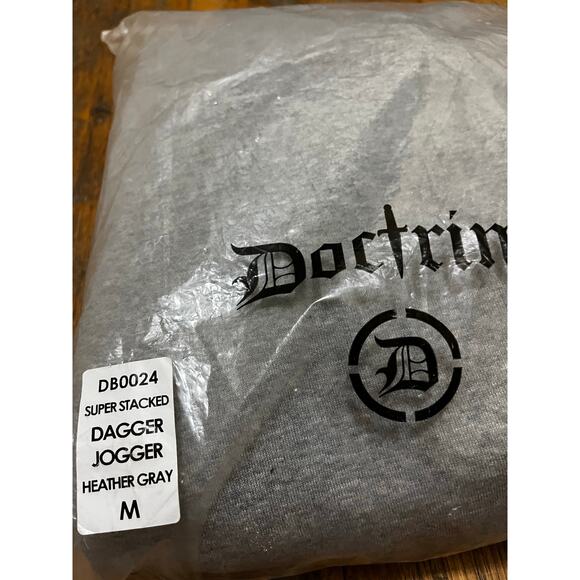 Doctrin
D
DB0024
SUPER STACKED
DAGGER
JOGGER
HEATHER GRAY
M